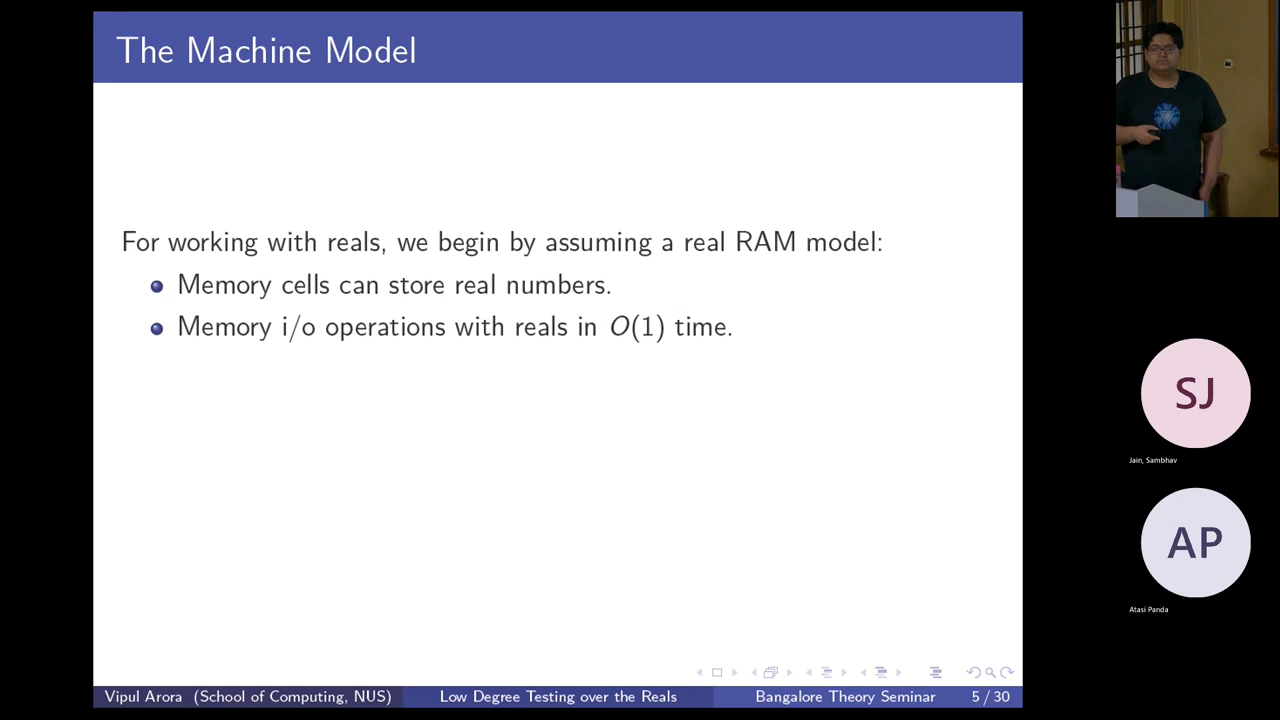 The Machine Model
For working with reals, we begin by assuming a real RAM model:
Memory cells can store real numbers.
Memory i/o operations with reals in O(1) time.
Vipul Arora (School of Computing, NUS) Low Degree Testing over the Reals Bangalore Theory Seminar 5 / 30
SJ
Jain, Sambhav
AP
Atasi Panda